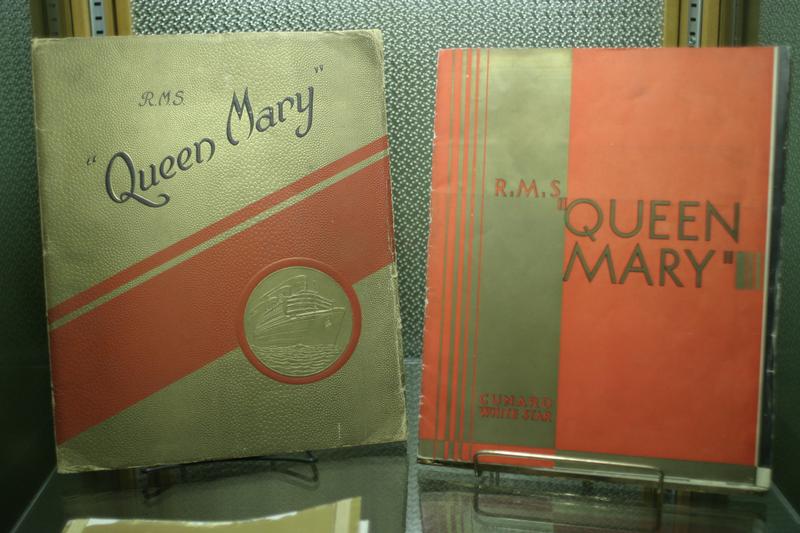 R.M.S.
"Queen Mary"
R.M.S.
"QUEEN
MARY"
CUNARD
WHITE STAR